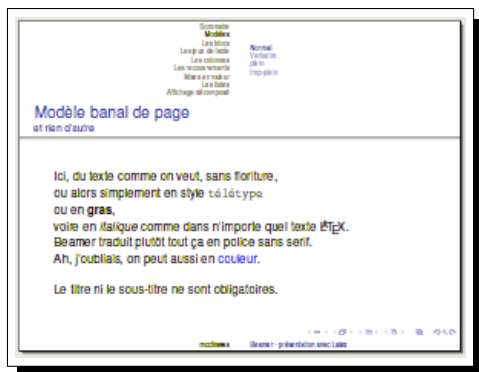 Sommaire
Modèles
Les blocs
Les jeux de texte
Les colonnes
Les recouvrements
Mise en valeur
Les listes
Affichage décomposé
Normal
Verbatim
plein
trop plein
Modèle banal de page
et rien d'autre
Ici, du texte comme on veut, sans fioriture,
ou alors simplement en style télétype
ou en gras,
voire en italique comme dans n'importe quel texte LATEX.
Beamer traduit plutôt tout ça en police sans serif.
Ah, j'oubliais, on peut aussi en couleur.
Le titre ni le sous-titre ne sont obligatoires.
Beamer - présentation avec Latex